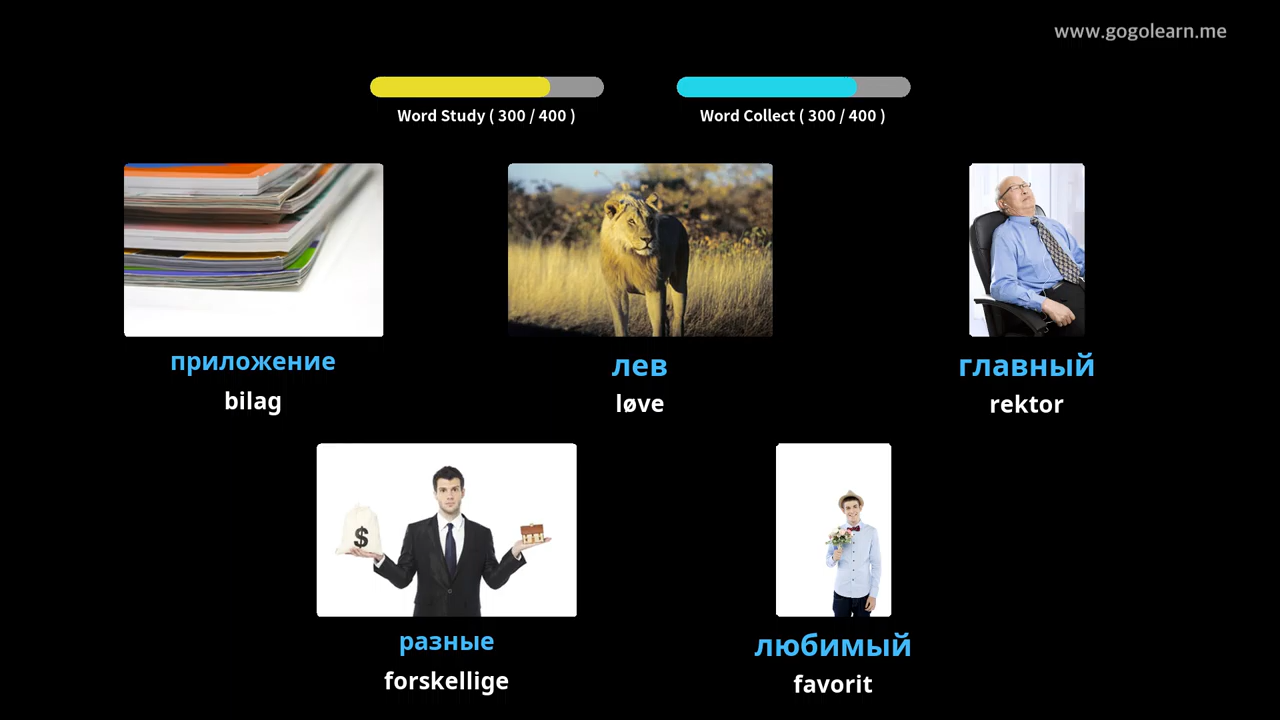 www.gogolearn.me
Word Study ( 300 / 400 )
Word Collect ( 300 / 400 )
приложение
bilag
лев
løve
главный
rektor
$
разные
forskellige
любимый
favorit